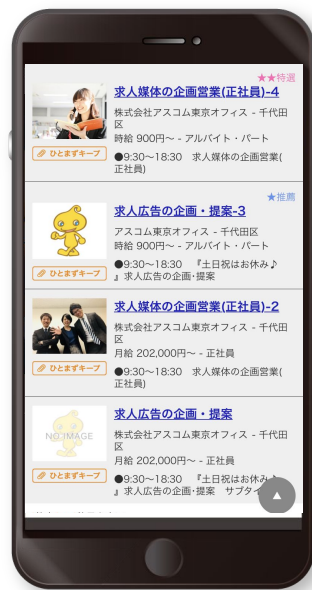 ★★特選
求人媒体の企画営業(正社員)-4
株式会社アスコム東京オフィス - 千代田
区
時給 900円～ - アルバイト・パート
ひとまずキープ
●9:30～18:30　求人媒体の企画営業(
正社員)
★推薦
求人広告の企画・提案-3
アスコム東京オフィス - 千代田区
時給 900円～ - アルバイト・パート
ひとまずキープ
●9:30～18:30　『土日祝はお休み♪
』求人広告の企画･提案
求人媒体の企画営業(正社員)-2
株式会社アスコム東京オフィス - 千代田
区
月給 202,000円～ - 正社員
ひとまずキープ
●9:30～18:30　求人媒体の企画営業(
正社員)
求人広告の企画・提案
NO IMAGE
株式会社アスコム東京オフィス - 千代田
区
月給 202,000円～ - 正社員
ひとまずキープ
●9:30～18:30　『土日祝はお休み♪
』求人広告の企画･提案　サブタイ